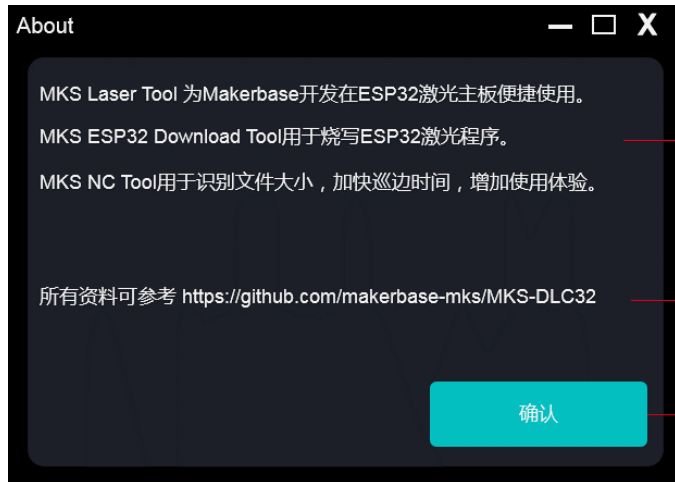 About
MKS Laser Tool 为Makerbase开发在ESP32激光主板便捷使用。
MKS ESP32 Download Tool用于烧写ESP32激光程序。
MKS NC Tool用于识别文件大小，加快巡边时间，增加使用体验。
所有资料可参考 https://github.com/makerbase-mks/MKS-DLC32
确认